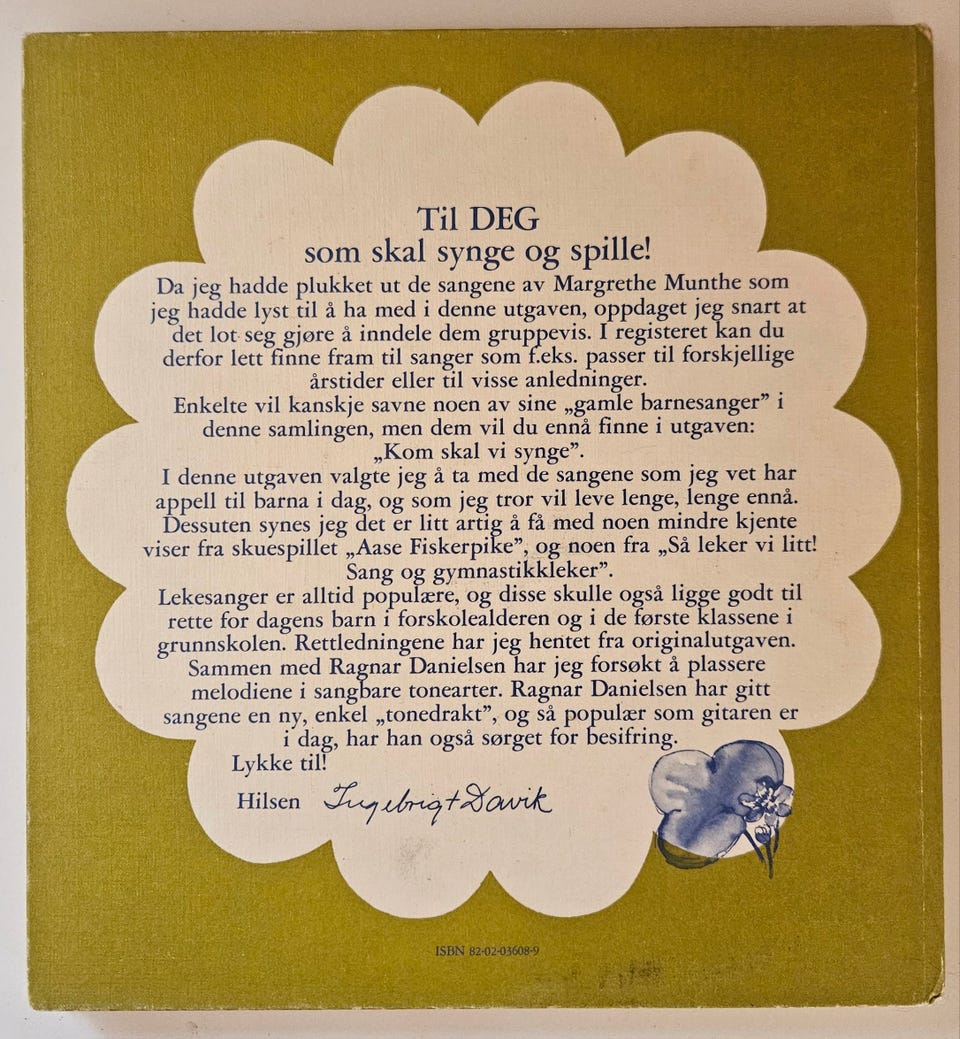 Til DEG
som skal synge og spille!
Da jeg hadde plukket ut de sangene av Margrethe Munthe som
jeg hadde lyst til å ha med i denne utgaven, oppdaget jeg snart at
det lot seg gjøre å inndele dem gruppevis. I registeret kan du
derfor lett finne fram til sanger som f.eks. passer til forskjellige
årstider eller til visse anledninger.
Enkelte vil kanskje savne noen av sine „gamle barnesanger” i
denne samlingen, men dem vil du ennå finne i utgaven:
„Kom skal vi synge”.
I denne utgaven valgte jeg å ta med de sangene som jeg vet har
appell til barna i dag, og som jeg tror vil leve lenge, lenge ennå.
Dessuten synes jeg det er litt artig å få med noen mindre kjente
viser fra skuespillet „Aase Fiskerpike”, og noen fra „Så leker vi litt!
Sang og gymnastikkleker”.
Lekesanger er alltid populære, og disse skulle også ligge godt til
rette for dagens barn i førskolealderen og i de første klassene i
grunnskolen. Rettledningene har jeg hentet fra originalutgaven.
Sammen med Ragnar Danielsen har jeg forsøkt å plassere
melodiene i sangbare tonearter. Ragnar Danielsen har gitt
sangene en ny, enkel „tonedrakt”, og så populær som gitaren er
i dag, har han også sørget for besifring.
Lykke til!
Hilsen Ingebrigt Davik
ISBN 82-02-03608-9